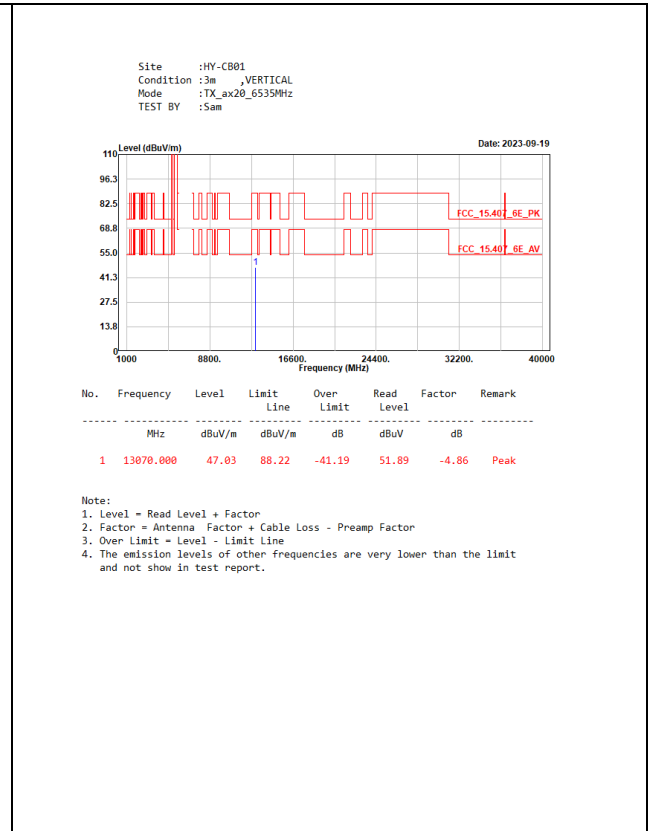 Site :HY-CB01
Condition :3m ,VERTICAL
Mode :TX_ax20_6535MHz
TEST BY :Sam
Level (dBuV/m) Date: 2023-09-19
110
96.3
82.5
FCC_15.407_6E_PK
68.8
55.0 FCC_15.407_6E_AV
1
41.3
27.5
13.8
0
1000 8800. 16600. 24400. 32200. 40000
Frequency (MHz)
No. Frequency Level Limit Over Read Factor Remark
Line Limit Level
------ ----------- -------- -------- --------- --------- -------- ---------
MHz dBuV/m dBuV/m dB dBuV dB
1 13070.000 47.03 88.22 -41.19 51.89 -4.86 Peak
Note:
1. Level = Read Level + Factor
2. Factor = Antenna Factor + Cable Loss - Preamp Factor
3. Over Limit = Level - Limit Line
4. The emission levels of other frequencies are very lower than the limit
and not show in test report.